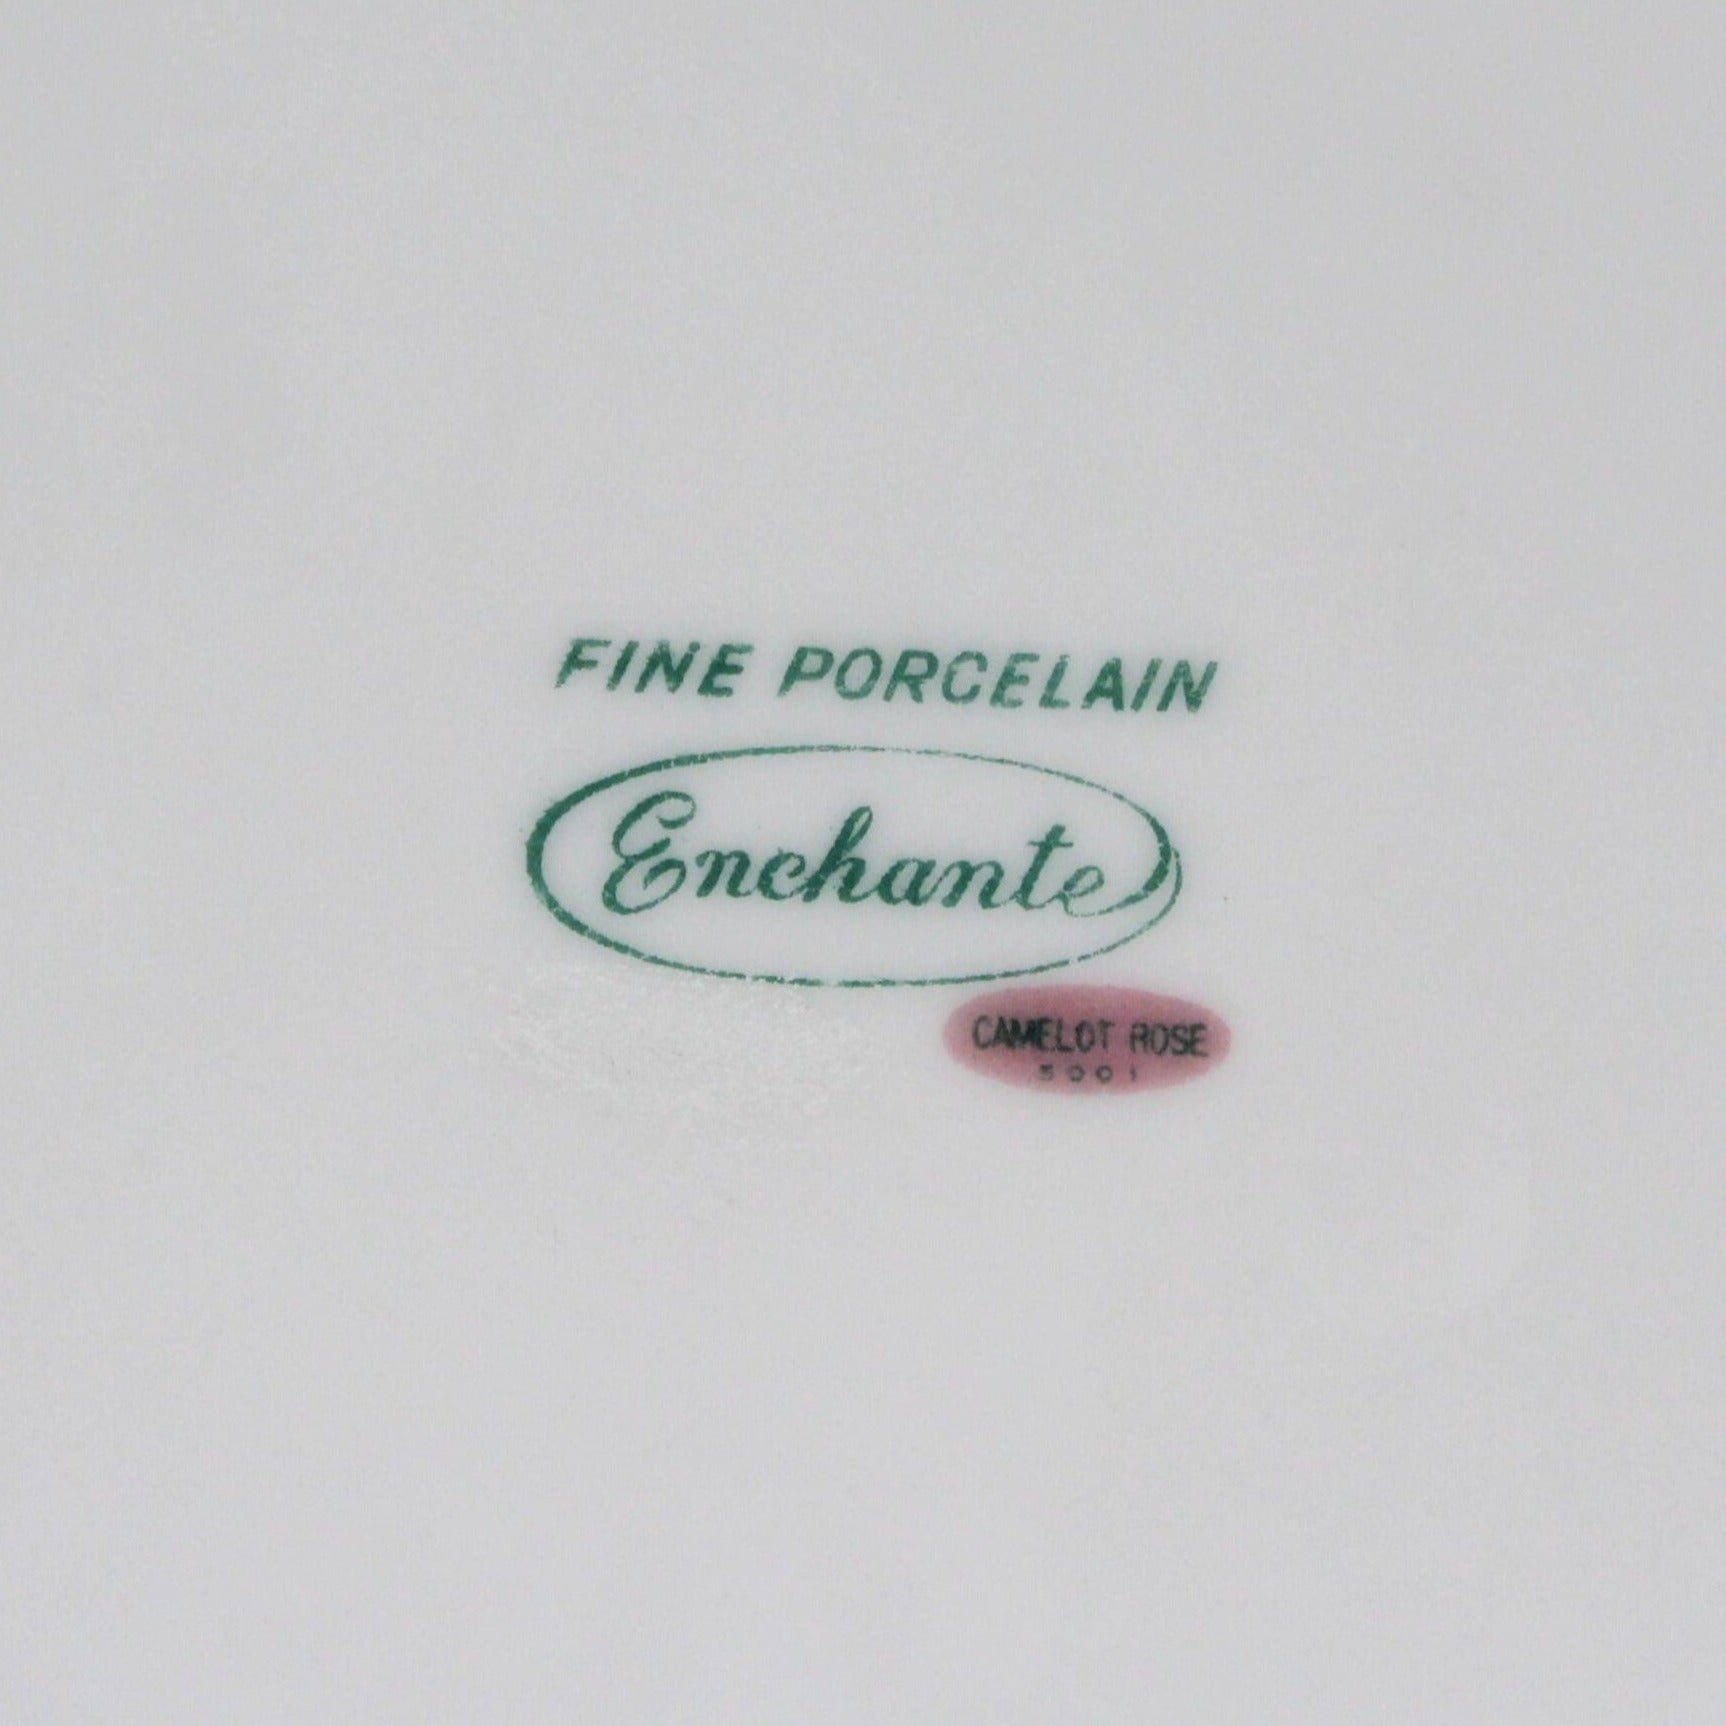 FINE PORCELAIN
Enchante
CAMELOT ROSE
5001